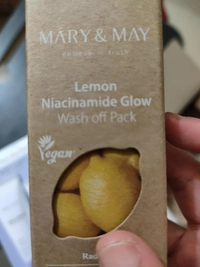 MARY & MAY
Lemon
Niacinamide Glow
Wash off Pack
Vegan